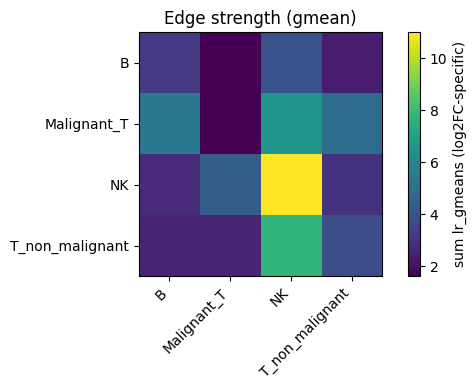 Edge strength (gmean)
B
Malignant_T
NK
T_non_malignant
B
Malignant_T
NK
T_non_malignant
10
8
6
4
2
sum lr_gmeans (log2FC-specific)